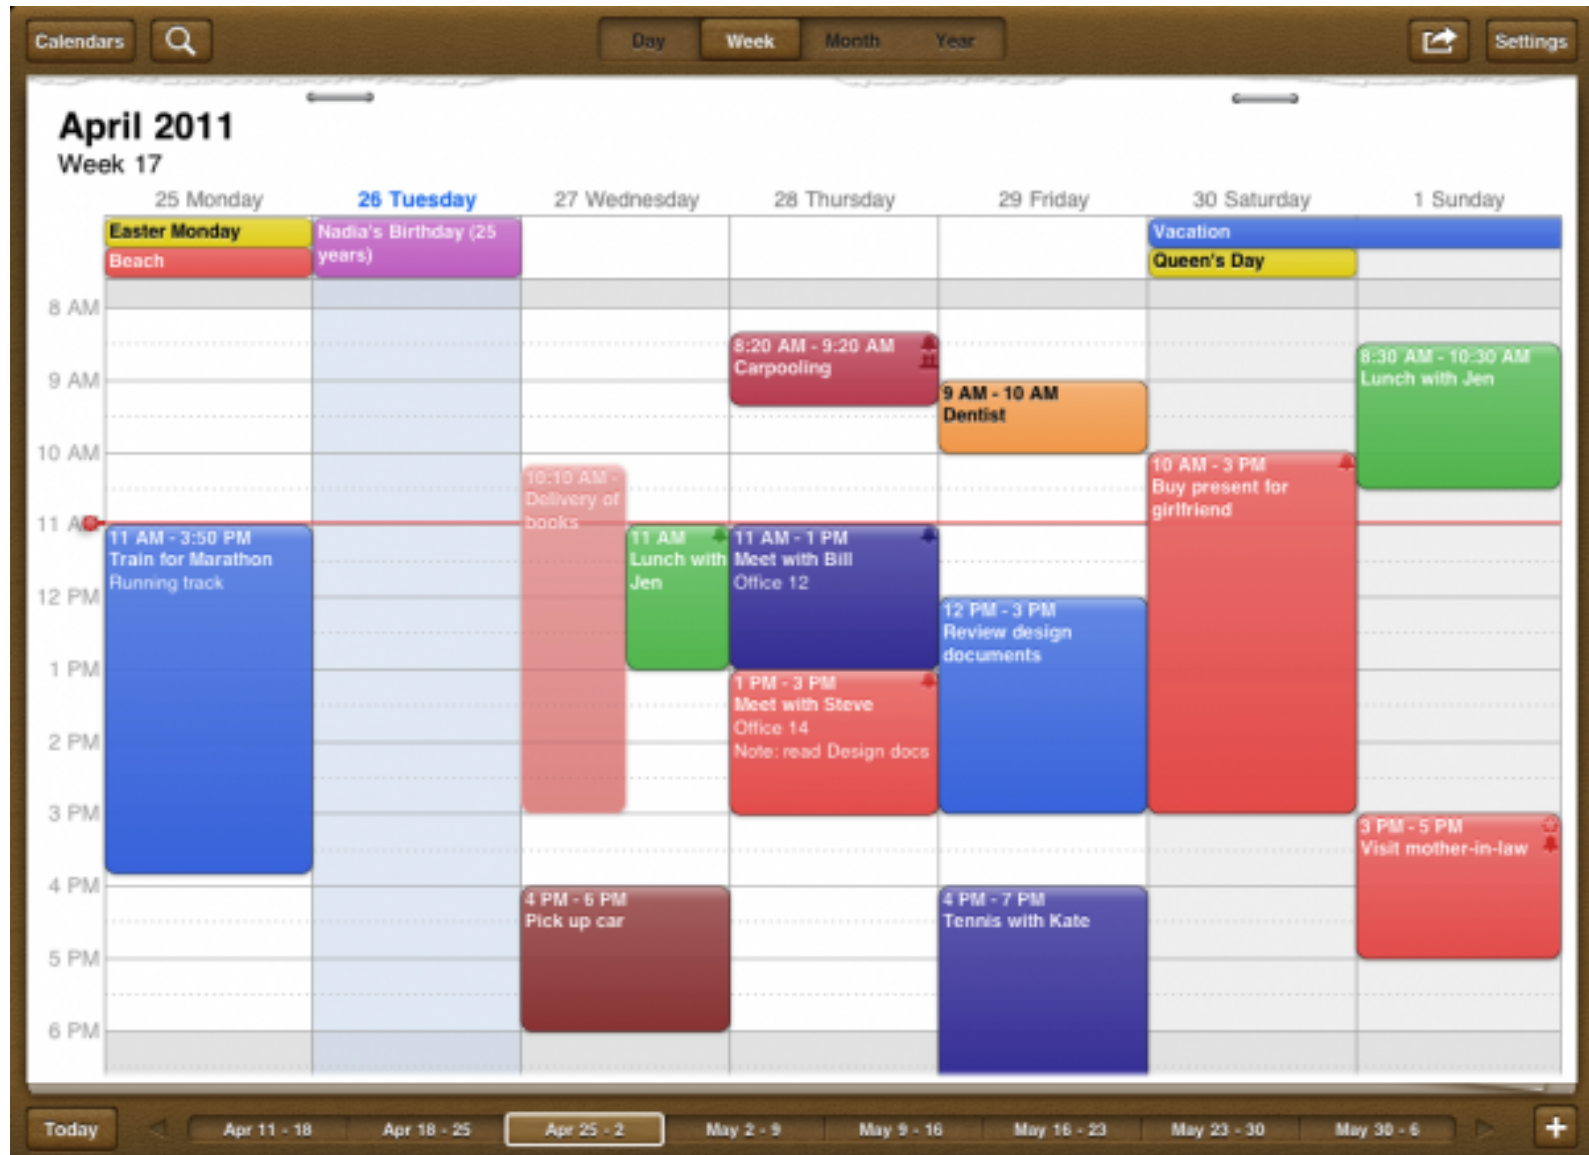 Calendars
Day
Week
Month
Year
Settings
April 2011
Week 17
25 Monday
26 Tuesday
27 Wednesday
28 Thursday
29 Friday
30 Saturday
1 Sunday
Easter Monday
Beach
Nadia's Birthday (25
years)
Vacation
Queen's Day
8 AM
9 AM
10 AM
11 A
12 PM
1 PM
2 PM
3 PM
4 PM
5 PM
6 PM
11 AM - 3:50 PM
Train for Marathon
Running track
10:10 AM -
Delivery of
books
11 AM
Lunch with
Jen
4 PM - 6 PM
Pick up car
8:20 AM - 9:20 AM
Carpooling
11 AM - 1 PM
Meet with Bill
Office 12
1 PM - 3 PM
Meet with Steve
Office 14
Note: read Design docs
9 AM - 10 AM
Dentist
12 PM - 3 PM
Review design
documents
4 PM - 7 PM
Tennis with Kate
10 AM - 3 PM
Buy present for
girlfriend
8:30 AM - 10:30 AM
Lunch with Jen
3 PM - 5 PM
Visit mother-in-law
Today
Apr 11 - 18
Apr 18 - 25
Apr 25 - 2
May 2 - 9
May 9 - 16
May 16 - 23
May 23 - 30
May 30 - 6
+